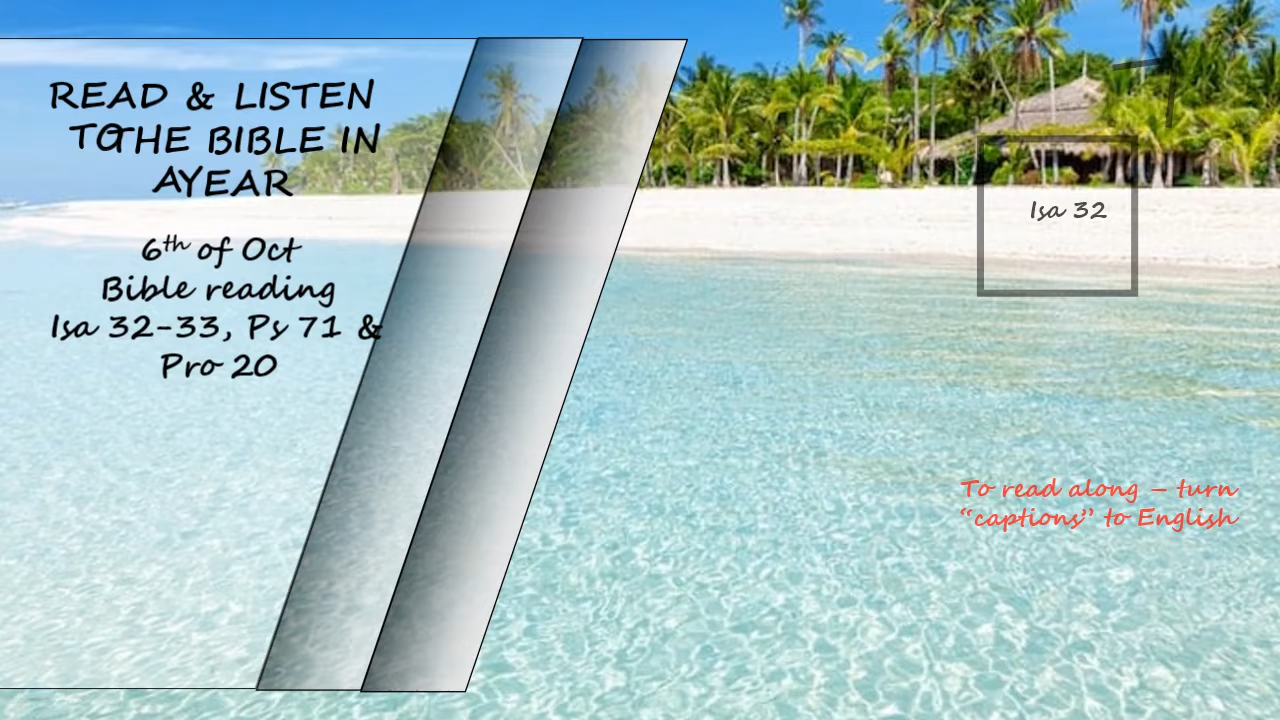 READ & LISTEN
TO THE BIBLE IN
A YEAR
6th of Oct
Bible reading
Isa 32-33, Ps 71 &
Pro 20
Isa 32
To read along – turn
“captions” to English